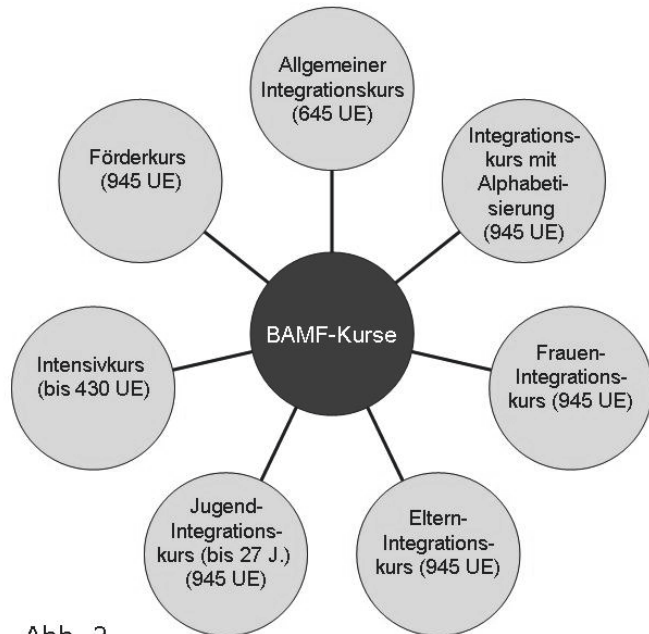 Allgemeiner
Integrationskurs
(645 UE)
Integrations-
kurs mit
Alphabeti-
sierung
(945 UE)
Frauen-
Integrations-
kurs (945 UE)
Eltern-
Integrations-
kurs (945 UE)
Jugend-
Integrations-
kurs (bis 27 J.)
(945 UE)
Intensivkurs
(bis 430 UE)
Förderkurs
(945 UE)
BAMF-Kurse